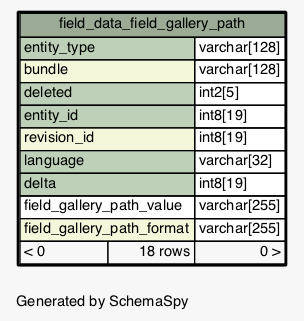 field_data_field_gallery_path
entity_type varchar[128]
bundle varchar[128]
deleted int2[5]
entity_id int8[19]
revision_id int8[19]
language varchar[32]
delta int8[19]
field_gallery_path_value varchar[255]
field_gallery_path_format varchar[255]
< 0 18 rows 0 >
Generated by SchemaSpy